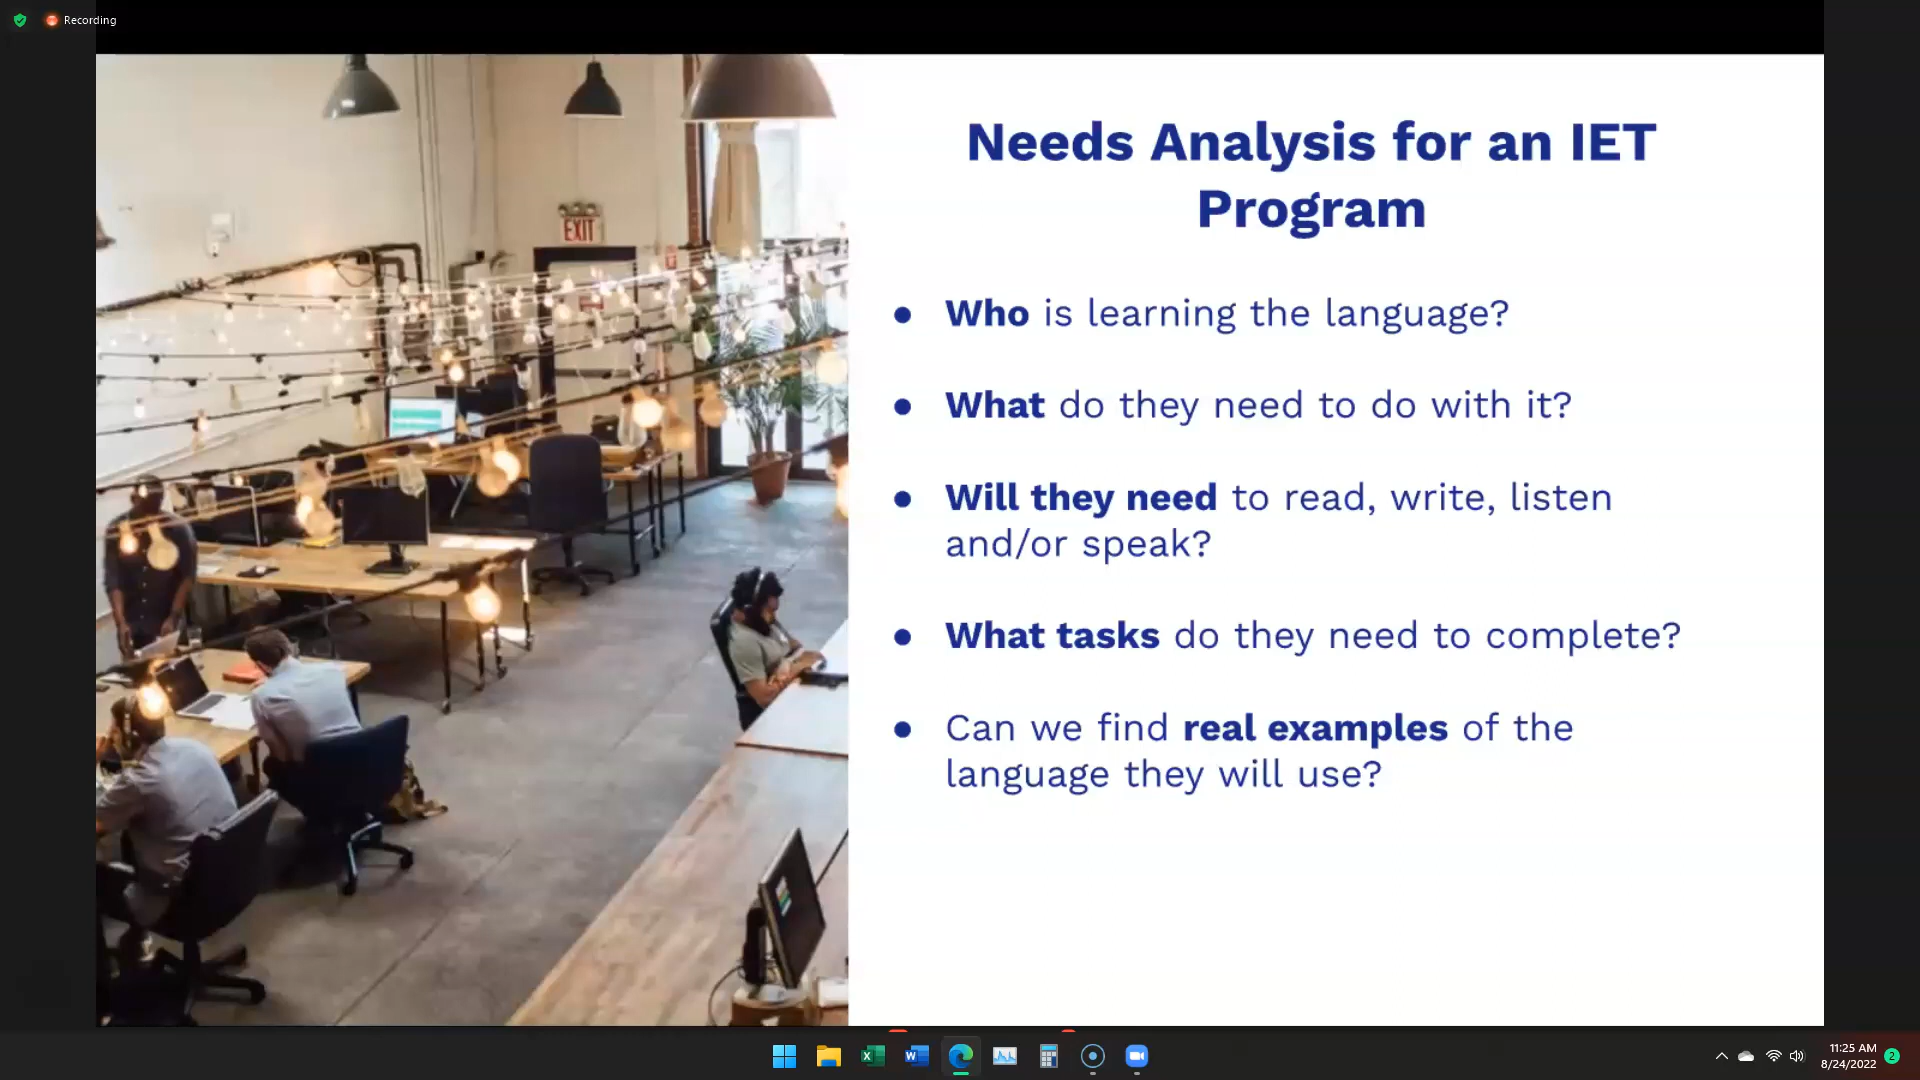 Recording
EXIT
Needs Analysis for an IET
Program
● Who is learning the language?
● What do they need to do with it?
● Will they need to read, write, listen
and/or speak?
● What tasks do they need to complete?
● Can we find real examples of the
language they will use?
11:25 AM
8/24/2022
2